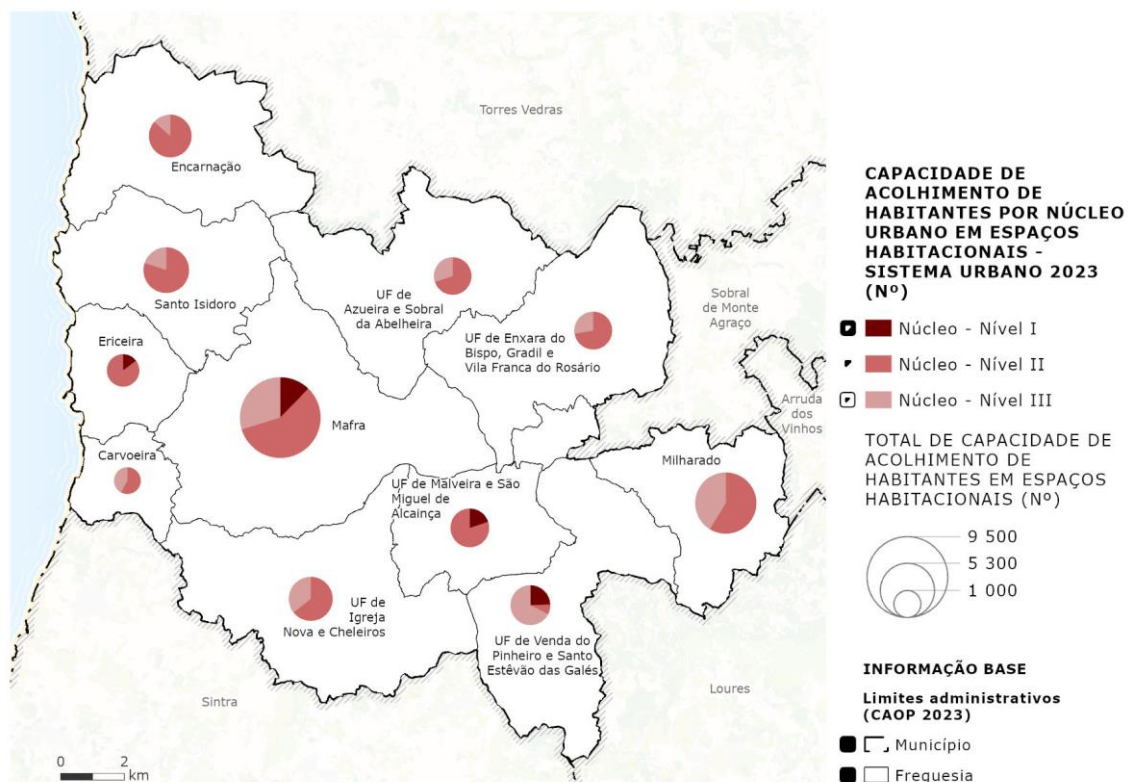 Torres Vedras
Encarnação
Santo Isidoro
UF de
Azueira e Sobral
da Abelheira
Sobral
de Monte
Agraço
Ericeira
UF de Enxara do
Bispo, Gradil e
Vila Franca do Rosário
Arruda
dos
Vinhos
Mafra
Carvoeira
UF de Malveira e São
Miguel de
Alcainça
Milharado
UF de
Igreja
Nova e Cheleiros
UF de Venda do
Pinheiro e Santo
Estêvão das Galés
Sintra
Loures
0 2
km
CAPACIDADE DE
ACOLHIMENTO DE
HABITANTES POR NÚCLEO
URBANO EM ESPAÇOS
HABITACIONAIS -
SISTEMA URBANO 2023
(Nº)
Núcleo - Nível I
Núcleo - Nível II
Núcleo - Nível III
TOTAL DE CAPACIDADE DE
ACOLHIMENTO DE
HABITANTES EM ESPAÇOS
HABITACIONAIS (Nº)
9 500
5 300
1 000
INFORMAÇÃO BASE
Limites administrativos
(CAOP 2023)
Município
Freguesia